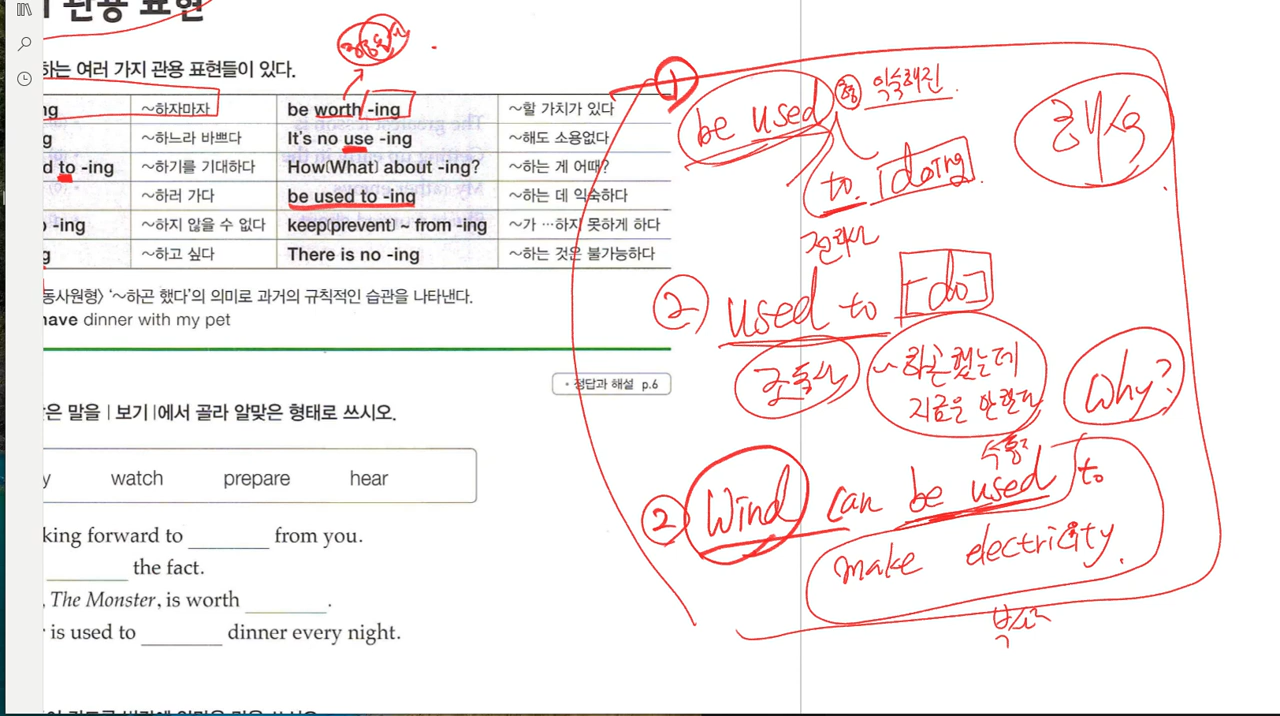 관용 표현
하는 여러 가지 관용 표현들이 있다.
ng ~하자마자 be worth -ing ~할 가치가 있다
g ~하느라 바쁘다 It's no use -ing ~해도 소용없다
d to -ing ~하기를 기대하다 How(What) about -ing? ~하는 게 어때?
~하러 가다 be used to -ing ~하는 데 익숙하다
-ing ~하지 않을 수 없다 keep(prevent) ~ from -ing ~가 …하지 못하게 하다
g ~하고 싶다 There is no -ing ~하는 것은 불가능하다
동사원형〉 '~하곤 했다'의 의미로 과거의 규칙적인 습관을 나타낸다.
have dinner with my pet
• 정답과 해설 p.6
은 말을 | 보기 |에서 골라 알맞은 형태로 쓰시오.
y watch prepare hear
king forward to from you.
the fact.
, The Monster, is worth .
is used to dinner every night.
①
be used 형 익숙해진
to doing
전치사
② used to [do]
조동사 ~하곤했는데
지금은 안한다
Why?
수동
② Wind can be used to
make electricity.